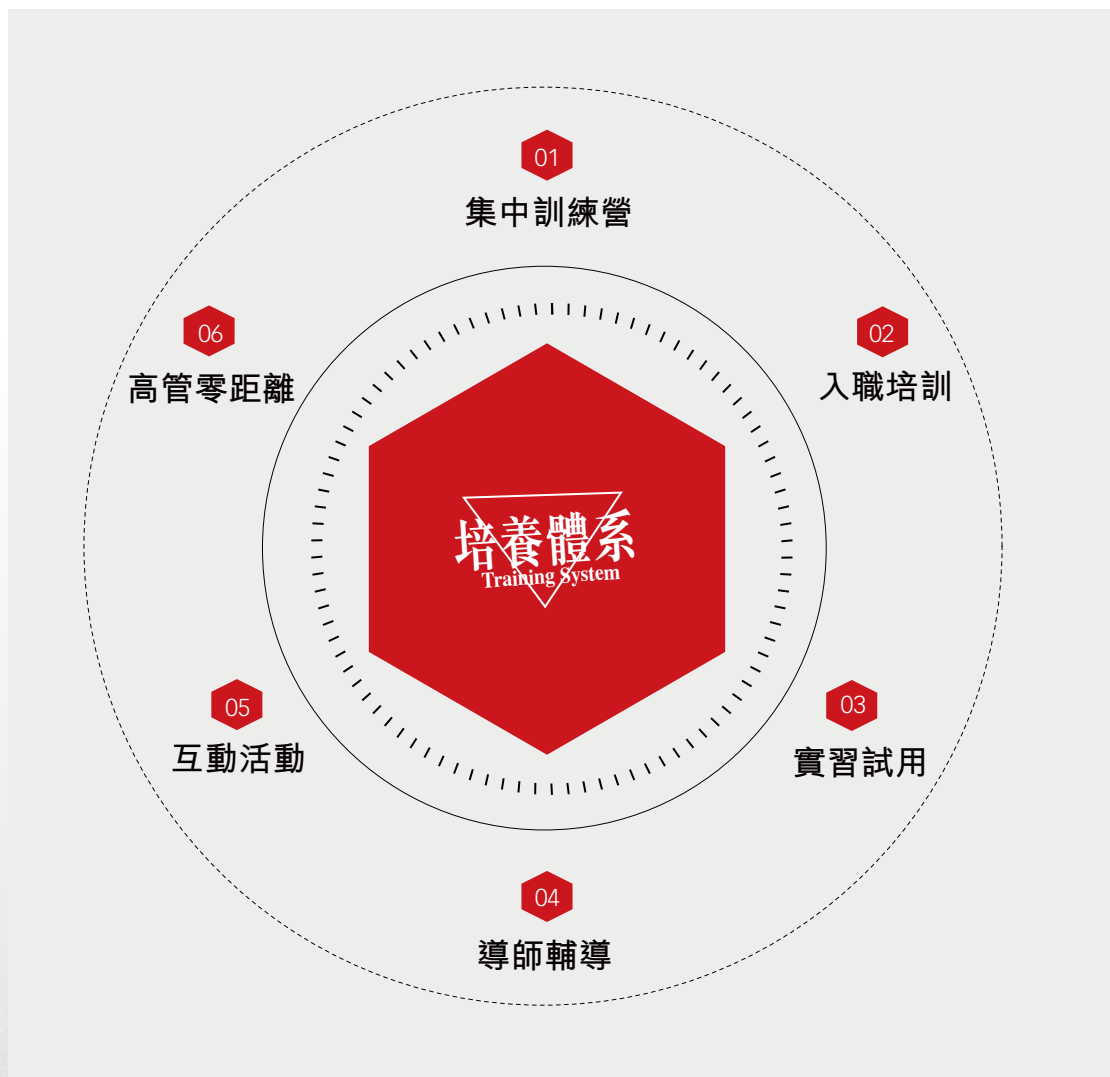 01
集中訓練營
02
入職培訓
03
實習試用
04
導師輔導
05
互動活動
06
高管零距離
培養體系
Training System